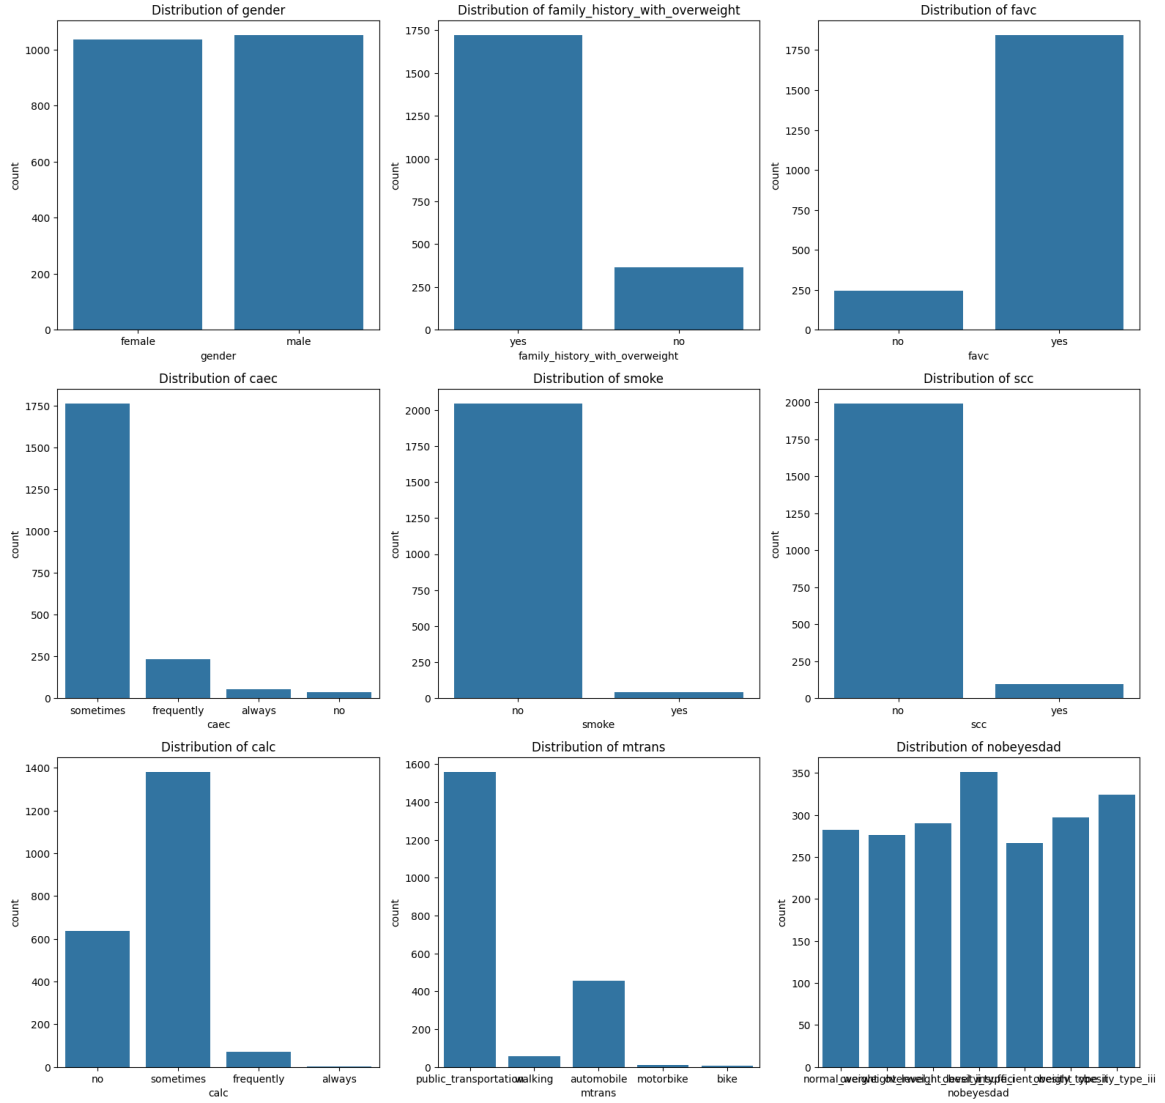 Distribution of gender
1000
800
600
400
200
0
count
female
male
gender
Distribution of family_history_with_overweight
1750
1500
1250
1000
750
500
250
0
count
yes
no
family_history_with_overweight
Distribution of favc
1750
1500
1250
1000
750
500
250
0
count
no
yes
favc
Distribution of caec
1750
1500
1250
1000
750
500
250
0
count
sometimes
frequently
always
no
caec
Distribution of smoke
2000
1750
1500
1250
1000
750
500
250
0
count
no
yes
smoke
Distribution of scc
2000
1750
1500
1250
1000
750
500
250
0
count
no
yes
scc
Distribution of calc
1400
1200
1000
800
600
400
200
0
count
no
sometimes
frequently
always
calc
Distribution of mtrans
1600
1400
1200
1000
800
600
400
200
0
count
public_transportation
walking
automobile
motorbike
bike
mtrans
Distribution of nobeyesdad
350
300
250
200
150
100
50
0
count
nobeyesdad